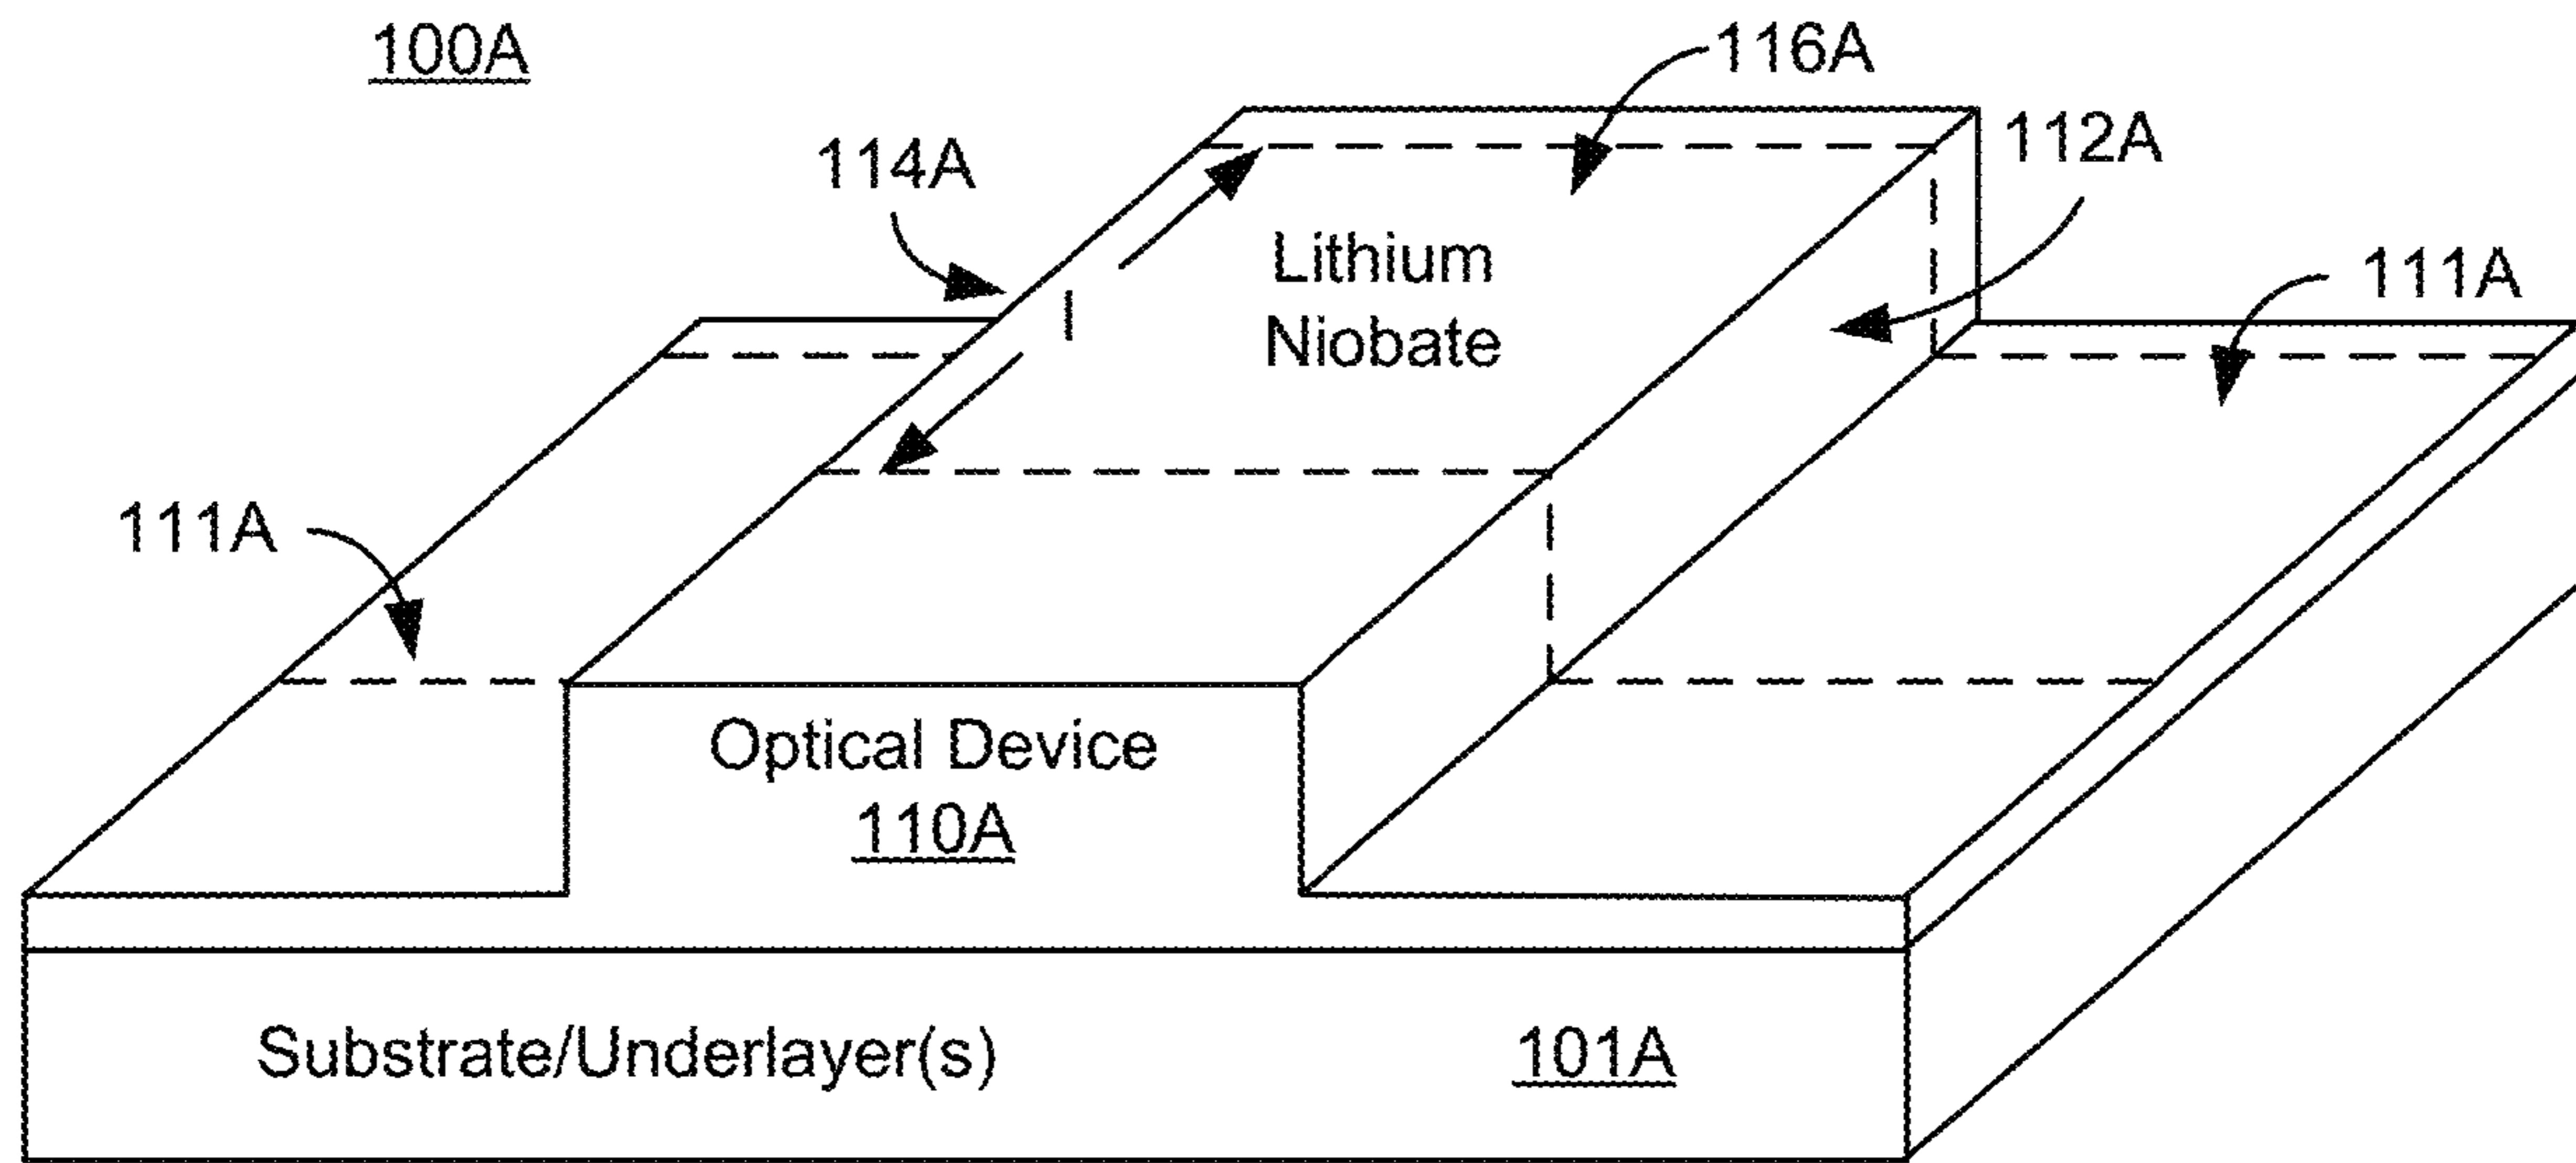 100A
116A
112A
114A
Lithium
Niobate
111A
l
111A
Optical Device
110A
Substrate/Underlayer(s)
101A